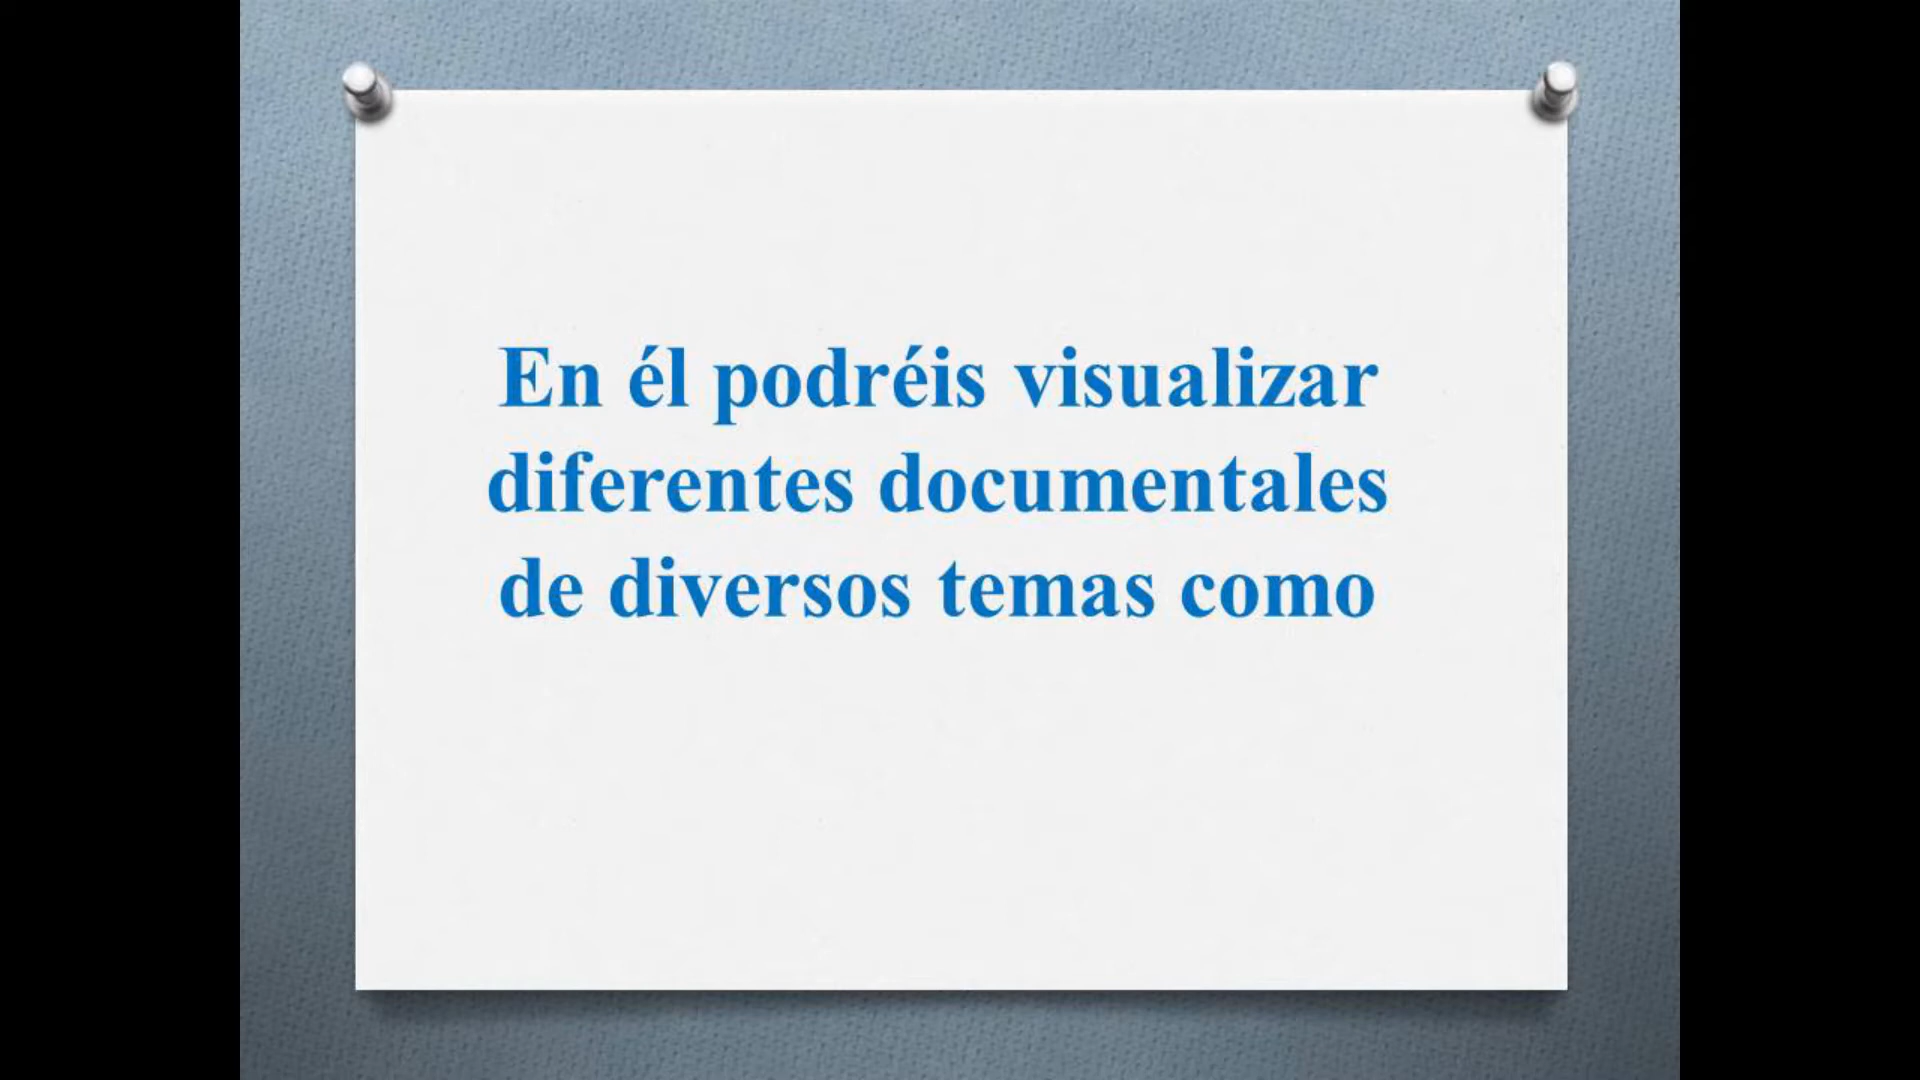 En él podréis visualizar
diferentes documentales
de diversos temas como